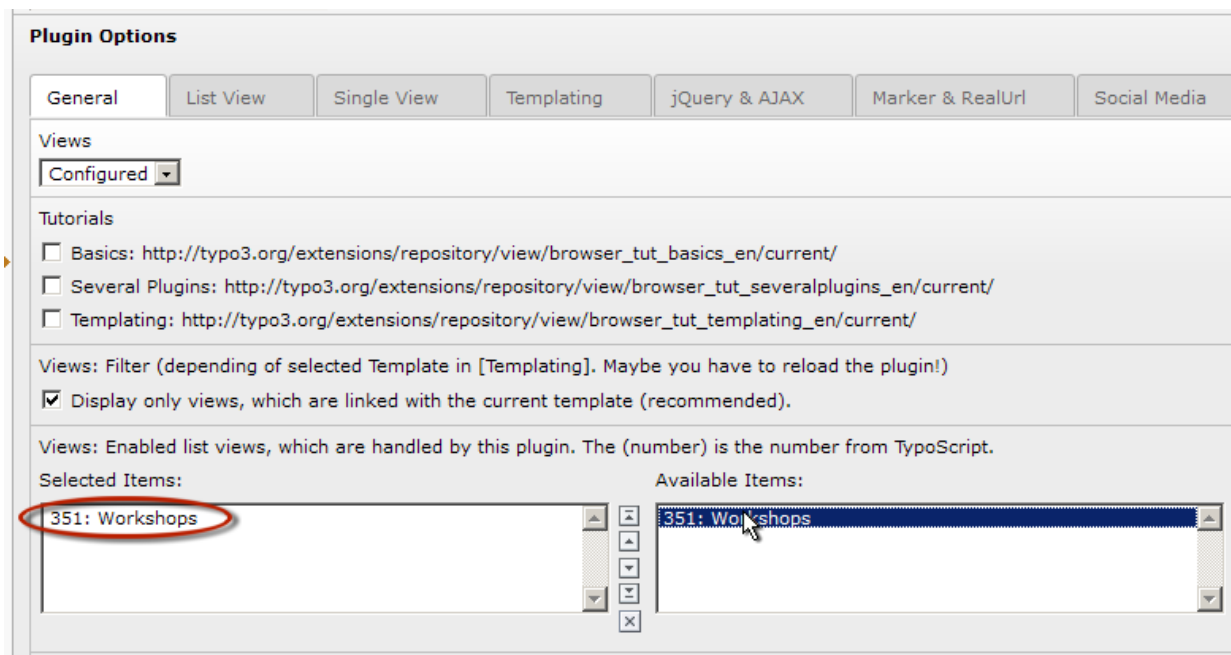 Plugin Options
General List View Single View Templating jQuery & AJAX Marker & RealUrl Social Media
Views
Configured
Tutorials
Basics: http://typo3.org/extensions/repository/view/browser_tut_basics_en/current/
Several Plugins: http://typo3.org/extensions/repository/view/browser_tut_severalplugins_en/current/
Templating: http://typo3.org/extensions/repository/view/browser_tut_templating_en/current/
Views: Filter (depending of selected Template in [Templating]. Maybe you have to reload the plugin!)
Display only views, which are linked with the current template (recommended).
Views: Enabled list views, which are handled by this plugin. The (number) is the number from TypoScript.
Selected Items: Available Items:
351: Workshops 351: Workshops